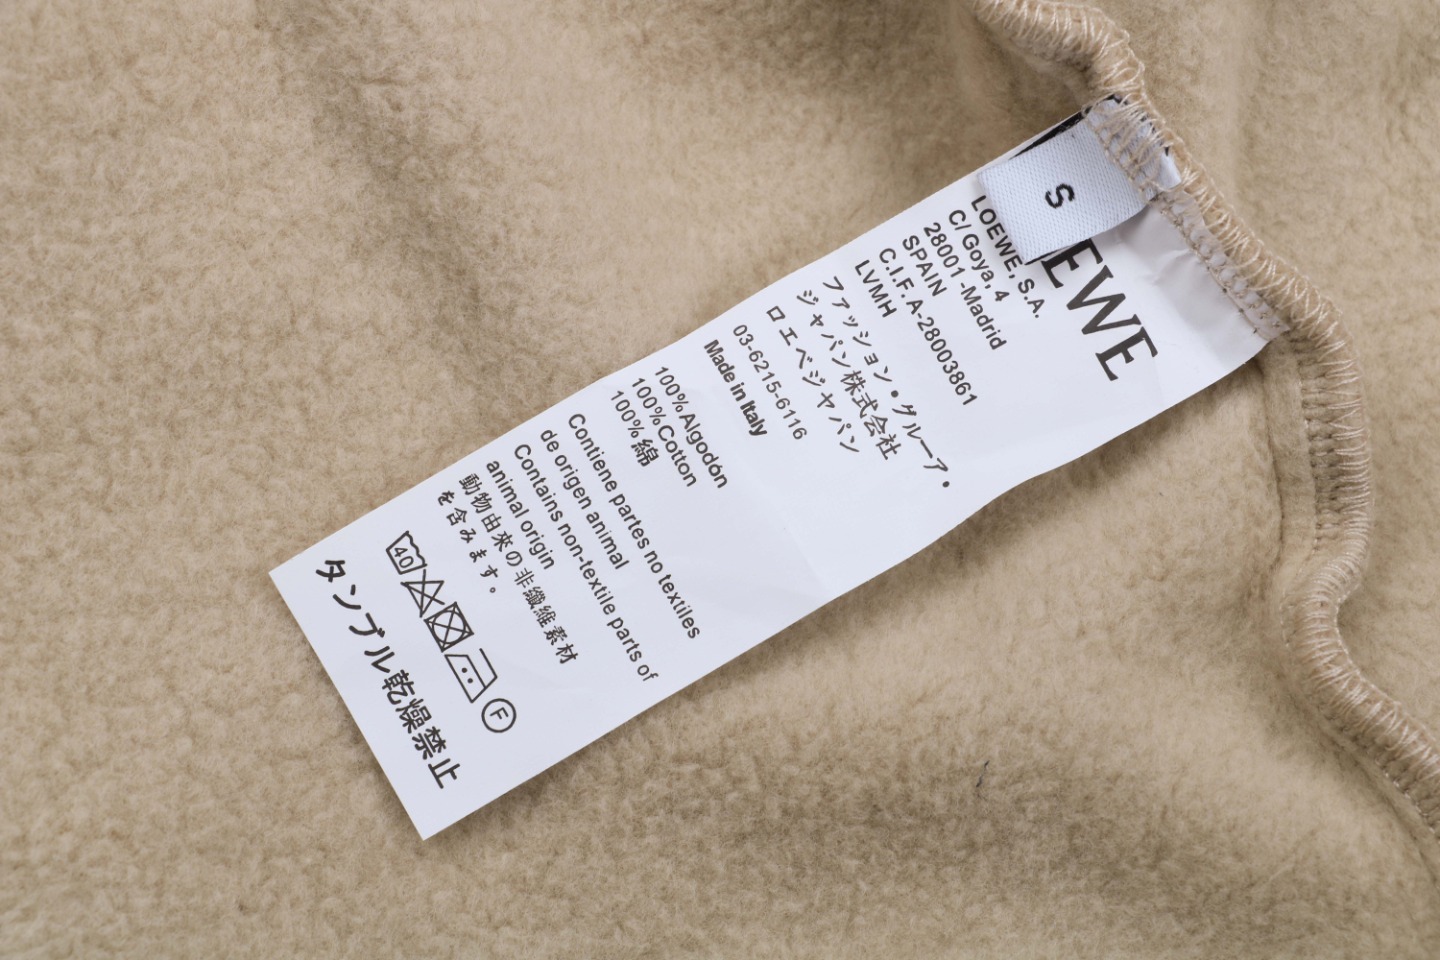 S
EWE
LOEWE, S.A.
C/ Goya, 4
28001 -Madrid
SPAIN
C.I.F. A-28003861
LVMH
ファッション・グループ・
ジャパン株式会社
ロエベジャパン
03-6215-6116
Made in Italy
100% Algodón
100% Cotton
100% 綿
Contiene partes no textiles
de origen animal
Contains non-textile parts of
animal origin
動物由来の非繊維素材
を含みます。
40 F
タンブル乾燥禁止